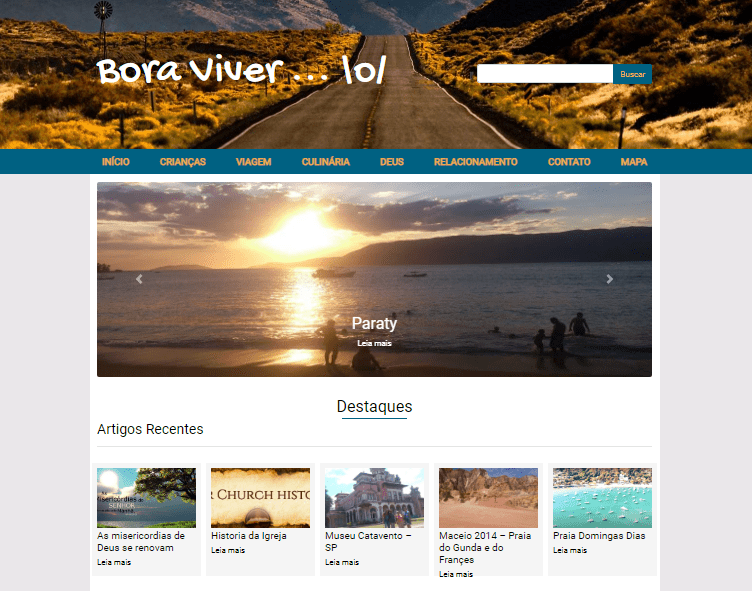 Bora Viver ... \o/
Buscar
INÍCIO CRIANÇAS VIAGEM CULINÁRIA DEUS RELACIONAMENTO CONTATO MAPA
Paraty
Leia mais
Destaques
Artigos Recentes
Misericórdias do
SENHOR
R CHURCH HISTO
As misericordias de
Deus se renovam
Leia mais
Historia da Igreja
Leia mais
Museu Catavento –
SP
Leia mais
Maceio 2014 – Praia
do Gunda e do
Françes
Leia mais
Praia Domingas Dias
Leia mais